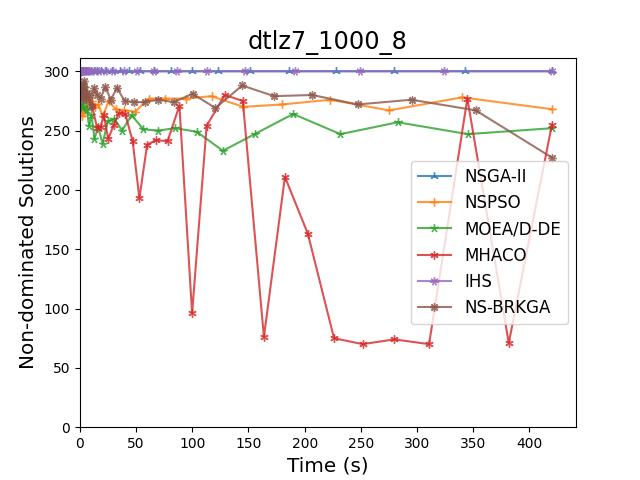 dtlz7_1000_8
Non-dominated Solutions
300
250
200
150
100
50
0
0 50 100 150 200 250 300 350 400
Time (s)
NSGA-II
NSPSO
MOEA/D-DE
MHACO
IHS
NS-BRKGA